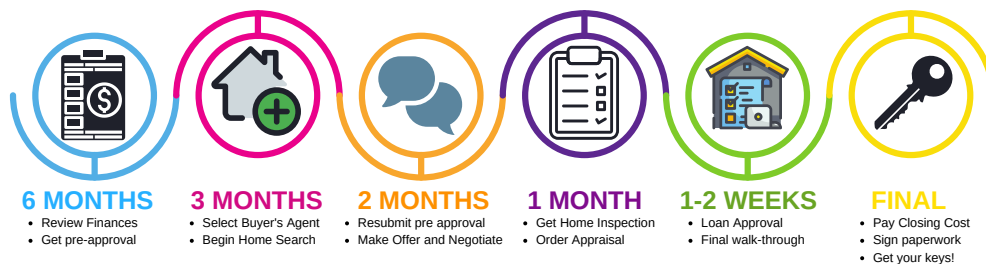 6 MONTHS
• Review Finances
• Get pre-approval
3 MONTHS
• Select Buyer's Agent
• Begin Home Search
2 MONTHS
• Resubmit pre approval
• Make Offer and Negotiate
1 MONTH
• Get Home Inspection
• Order Appraisal
1-2 WEEKS
• Loan Approval
• Final walk-through
FINAL
• Pay Closing Cost
• Sign paperwork
• Get your keys!